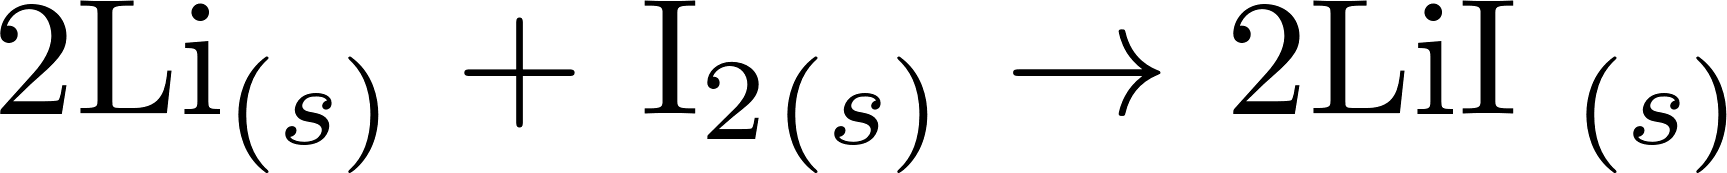 2Li(s) + I2(s) → 2LiI (s)